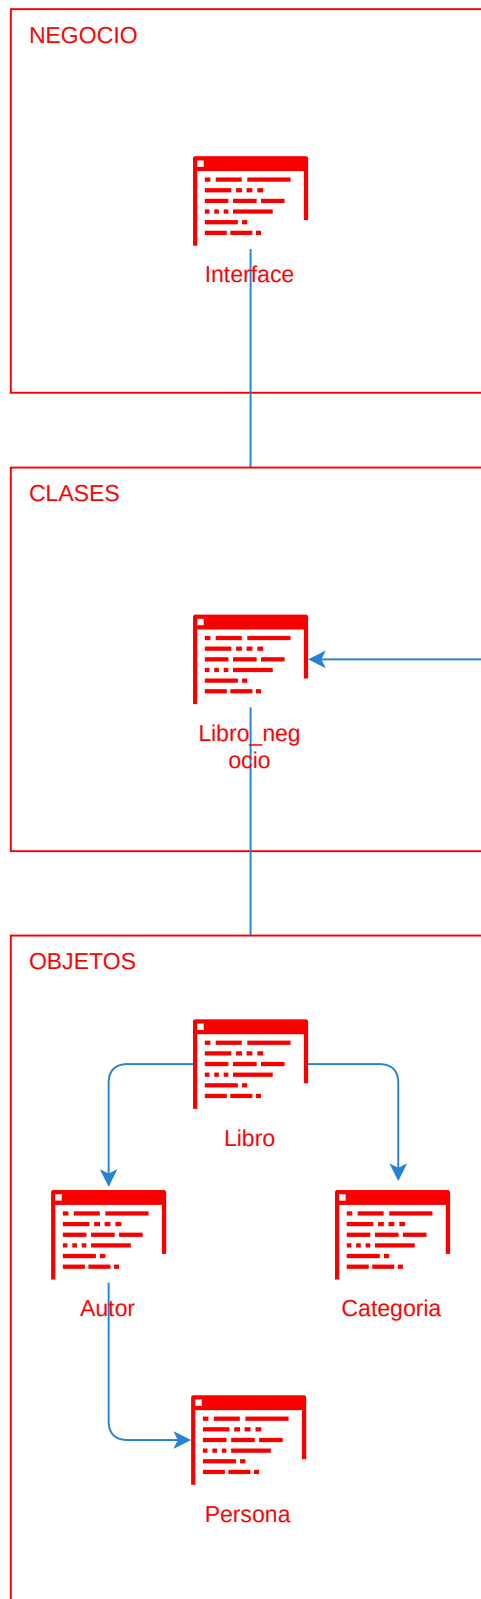 NEGOCIO
Interface
CLASES
Libro_neg
ocio
OBJETOS
Libro
Autor
Categoria
Persona